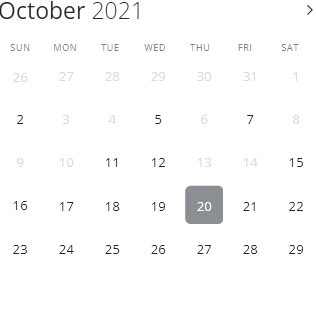 October 2021
SUN MON TUE WED THU FRI SAT
26 27 28 29 30 31 1
2 3 4 5 6 7 8
9 10 11 12 13 14 15
16 17 18 19 20 21 22
23 24 25 26 27 28 29